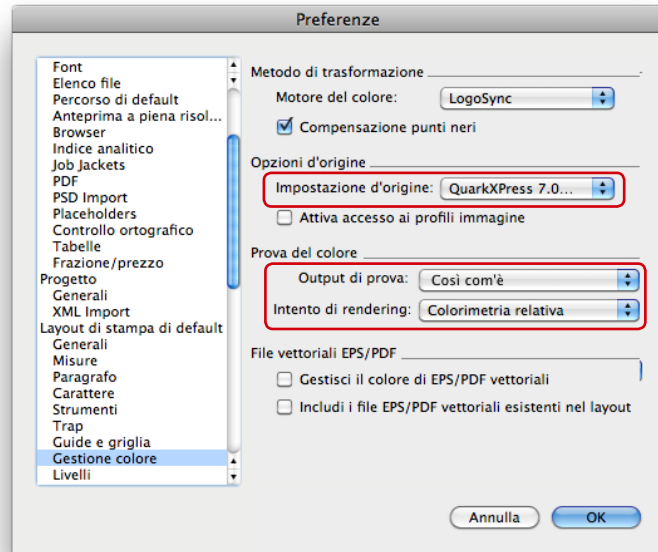 Preferenze
Font
Elenco file
Percorso di default
Anteprima a piena risol...
Browser
Indice analitico
Job Jackets
PDF
PSD Import
Placeholders
Controllo ortografico
Tabelle
Frazione/prezzo
Progetto
Generali
XML Import
Layout di stampa di default
Generali
Misure
Paragrafo
Carattere
Strumenti
Trap
Guide e griglia
Gestione colore
Livelli
Metodo di trasformazione
Motore del colore: LogoSync
Compensazione punti neri
Opzioni d'origine
Impostazione d'origine: QuarkXPress 7.0...
Attiva accesso ai profili immagine
Prova del colore
Output di prova: Così com'è
Intento di rendering: Colorimetria relativa
File vettoriali EPS/PDF
Gestisci il colore di EPS/PDF vettoriali
Includi i file EPS/PDF vettoriali esistenti nel layout
Annulla OK